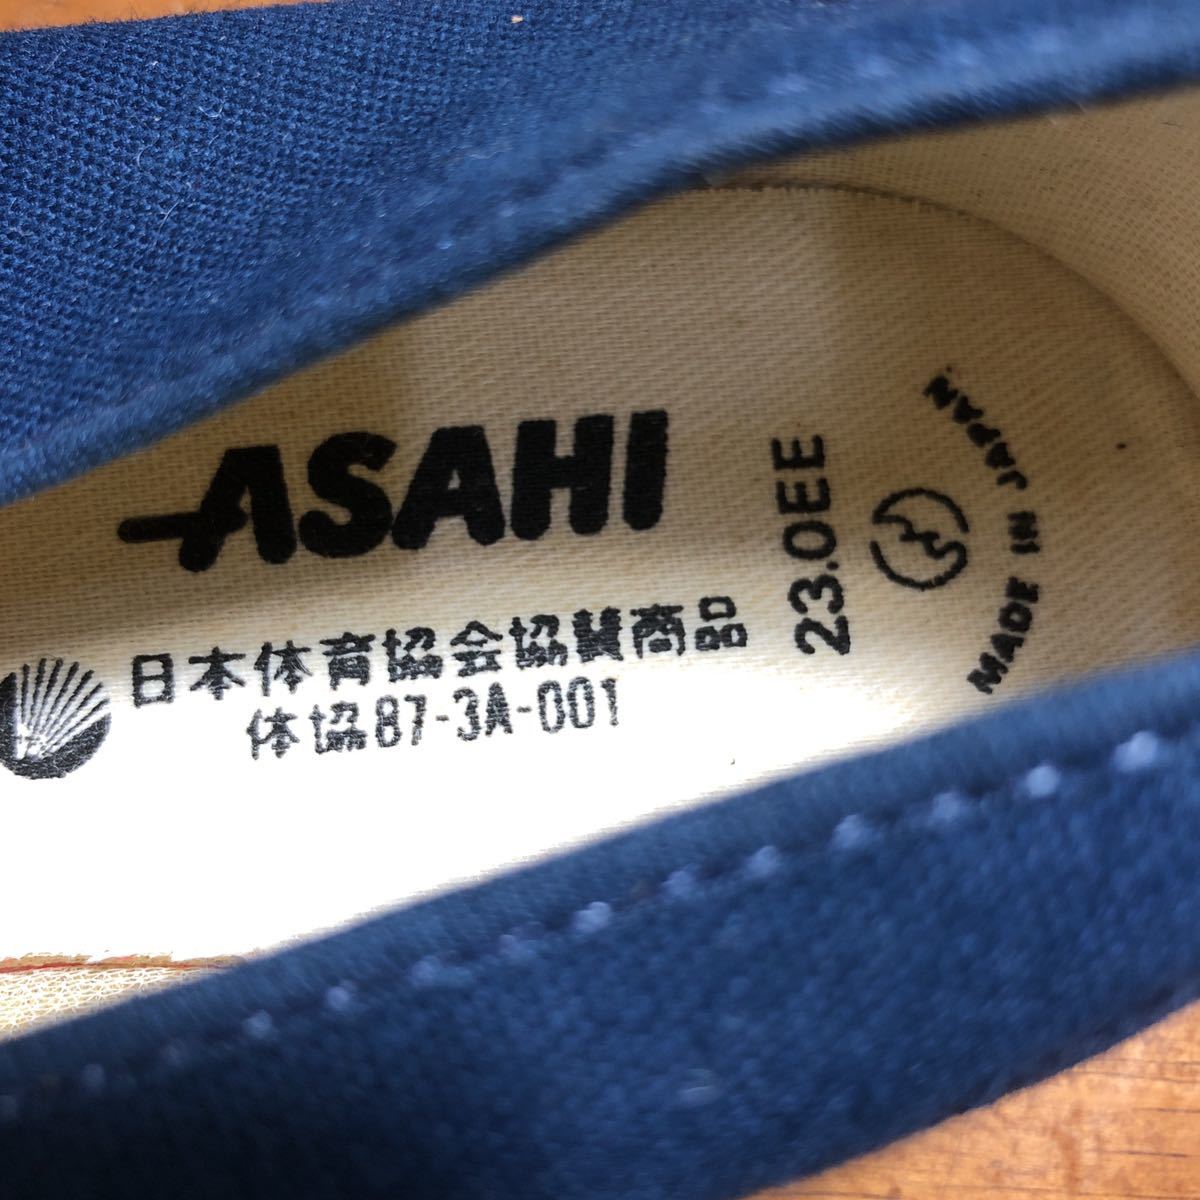 ASAHI
日本体育協会協賛商品
体協87-3A-001
23.0EE
MADE IN JAPAN